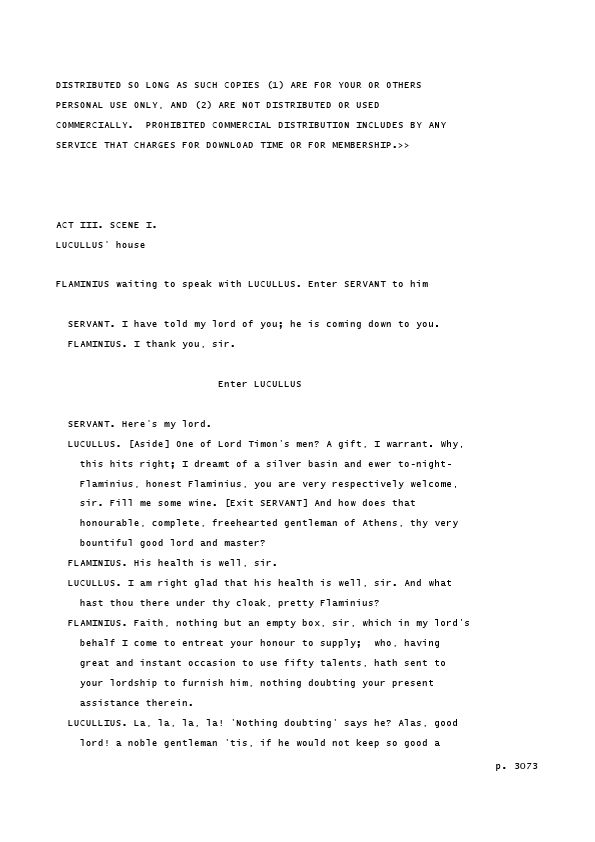 DISTRIBUTED SO LONG AS SUCH COPIES (1) ARE FOR YOUR OR OTHERS
PERSONAL USE ONLY, AND (2) ARE NOT DISTRIBUTED OR USED
COMMERCIALLY.  PROHIBITED COMMERCIAL DISTRIBUTION INCLUDES BY ANY
SERVICE THAT CHARGES FOR DOWNLOAD TIME OR FOR MEMBERSHIP.>>
ACT III. SCENE I.
LUCULLUS' house
FLAMINIUS waiting to speak with LUCULLUS. Enter SERVANT to him
SERVANT. I have told my lord of you; he is coming down to you.
FLAMINIUS. I thank you, sir.
Enter LUCULLUS
SERVANT. Here's my lord.
LUCULLUS. [Aside] One of Lord Timon's men? A gift, I warrant. Why,
this hits right; I dreamt of a silver basin and ewer to-night-
Flaminius, honest Flaminius, you are very respectively welcome,
sir. Fill me some wine. [Exit SERVANT] And how does that
honourable, complete, freehearted gentleman of Athens, thy very
bountiful good lord and master?
FLAMINIUS. His health is well, sir.
LUCULLUS. I am right glad that his health is well, sir. And what
hast thou there under thy cloak, pretty Flaminius?
FLAMINIUS. Faith, nothing but an empty box, sir, which in my lord's
behalf I come to entreat your honour to supply;  who, having
great and instant occasion to use fifty talents, hath sent to
your lordship to furnish him, nothing doubting your present
assistance therein.
LUCULLIUS. La, la, la, la! 'Nothing doubting' says he? Alas, good
lord! a noble gentleman 'tis, if he would not keep so good a
p. 3073